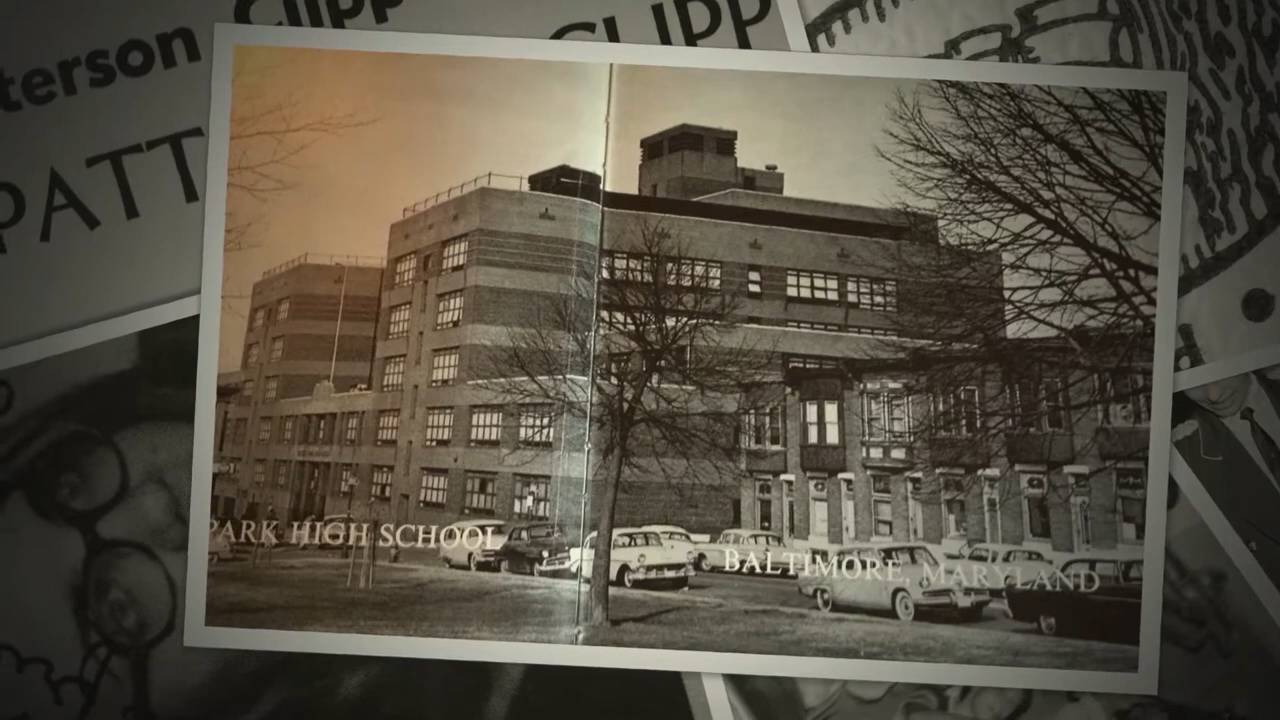 terson
CLIPP
CLIPP
PATT
PARK HIGH SCHOOL
BALTIMORE, MARYLAND